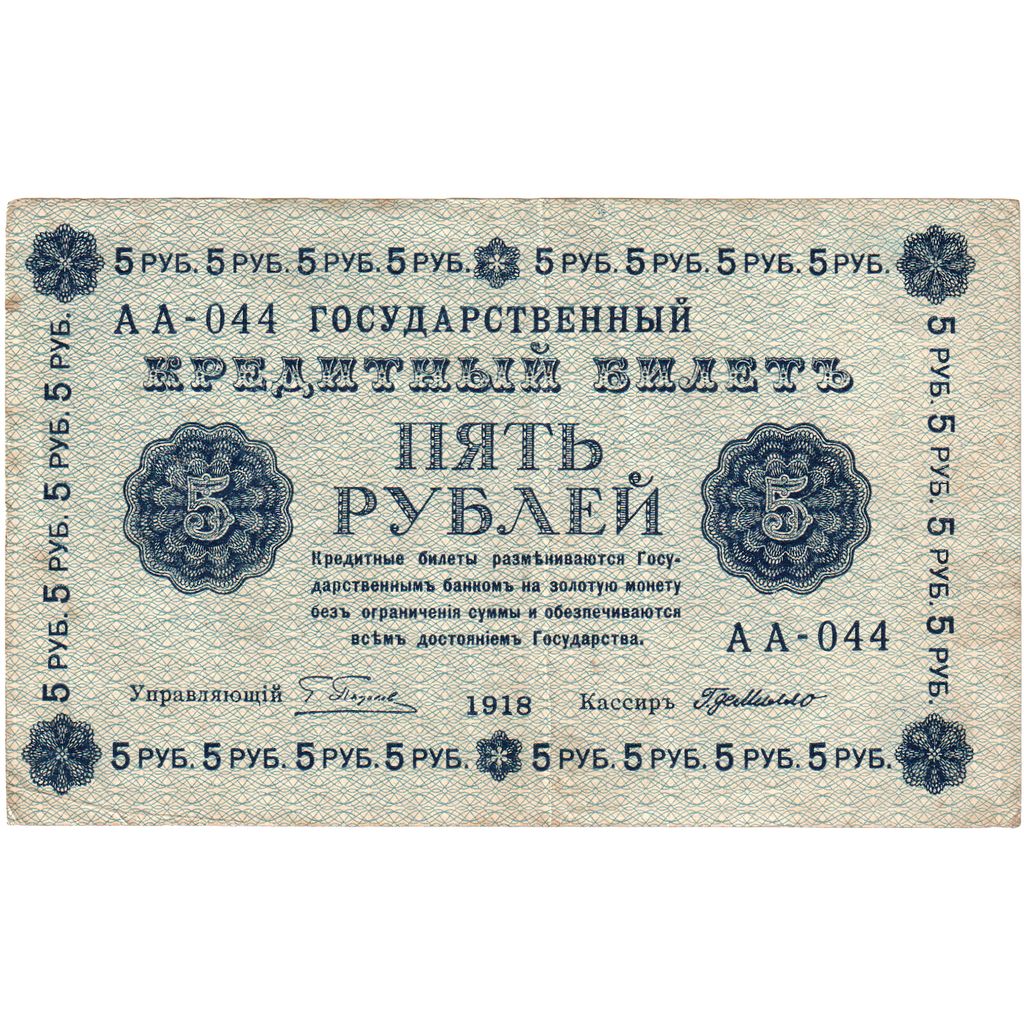 5 РУБ. 5 РУБ. 5 РУБ. 5 РУБ. 5 РУБ. 5 РУБ. 5 РУБ. 5 РУБ.
АА-044 ГОСУДАРСТВЕННЫЙ
КРЕДИТНЫЙ БИЛЕТЪ
ПЯТЬ
РУБЛЕЙ
5
5
Кредитные билеты размѣниваются Госу-
дарственнымъ банкомъ на золотую монету
безъ ограниченія суммы и обезпечиваются
всѣмъ достояніемъ Государства.
АА-044
Управляющій 1918 Кассиръ Гдемилло
5 РУБ. 5 РУБ. 5 РУБ. 5 РУБ. 5 РУБ. 5 РУБ. 5 РУБ. 5 РУБ.
5 РУБ. 5 РУБ. 5 РУБ. 5 РУБ.
5 РУБ. 5 РУБ. 5 РУБ. 5 РУБ.